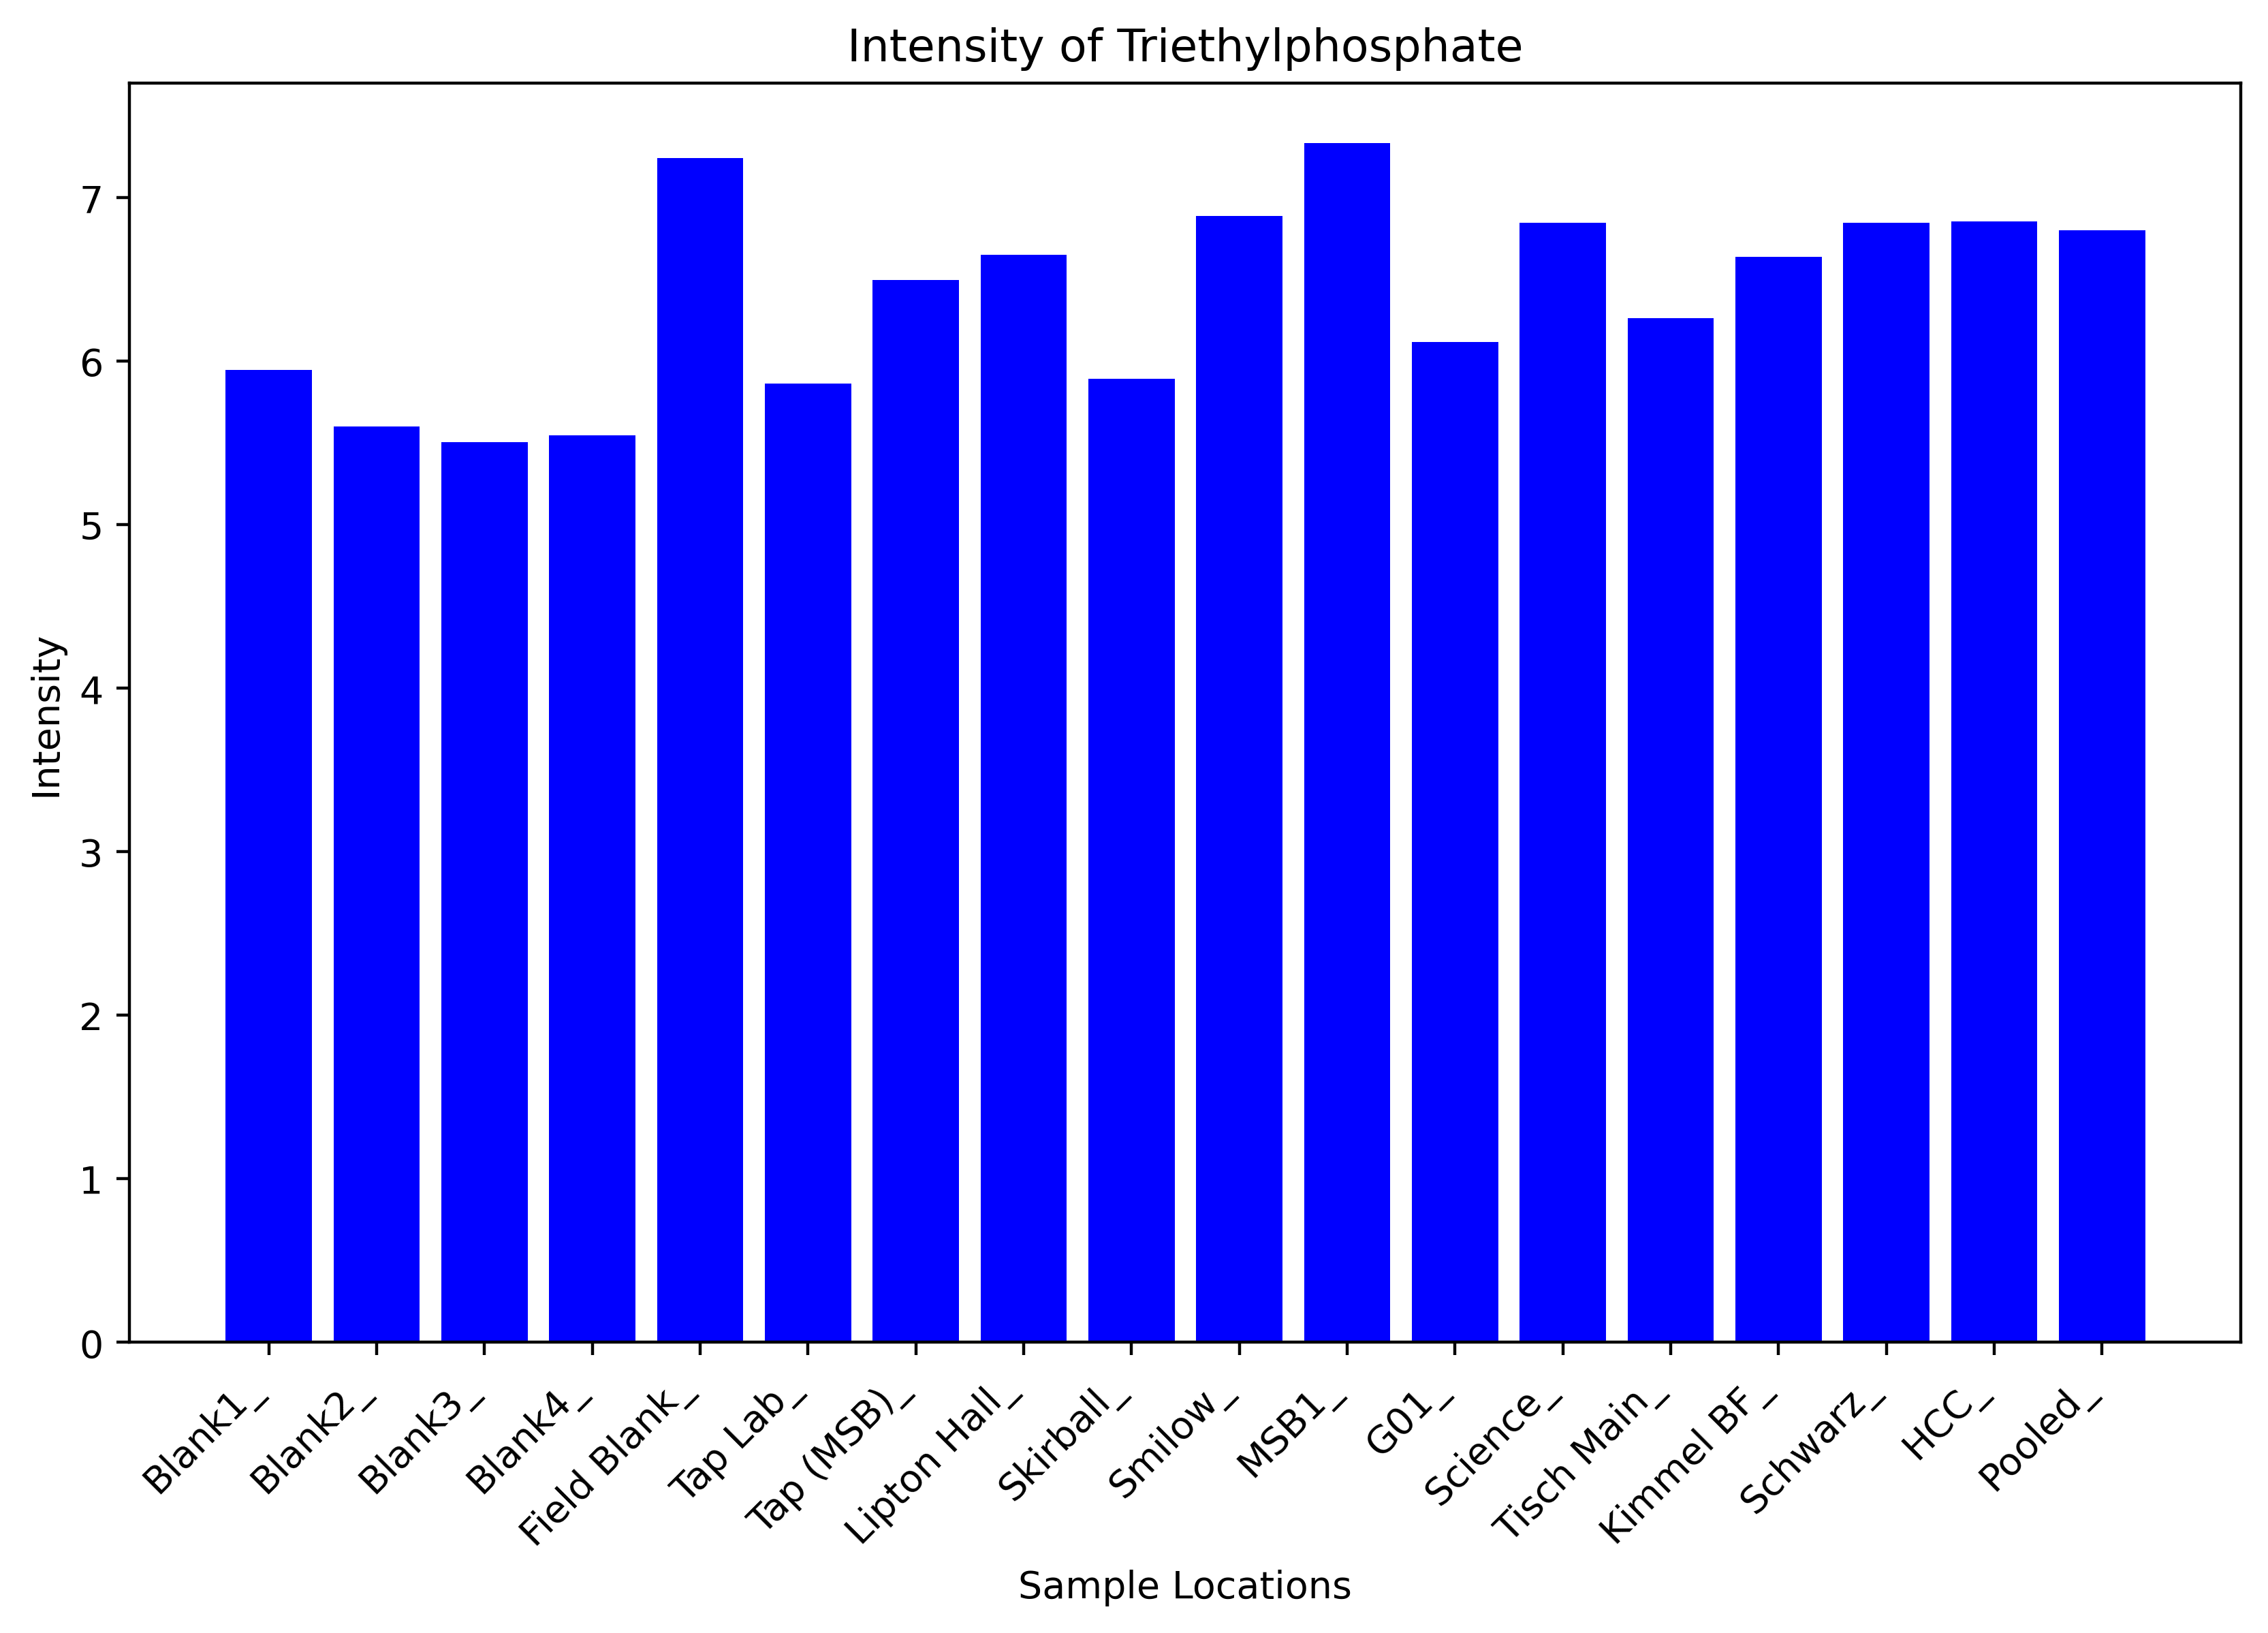 Intensity of Triethylphosphate
Intensity
7
6
5
4
3
2
1
0
Blank1_
Blank2_
Blank3_
Blank4_
Field Blank_
Tap Lab_
Tap (MSB)_
Lipton Hall_
Skirball_
Smilow_
MSB1_
G01_
Science_
Tisch Main_
Kimmel BF_
Schwarz_
HCC_
Pooled_
Sample Locations